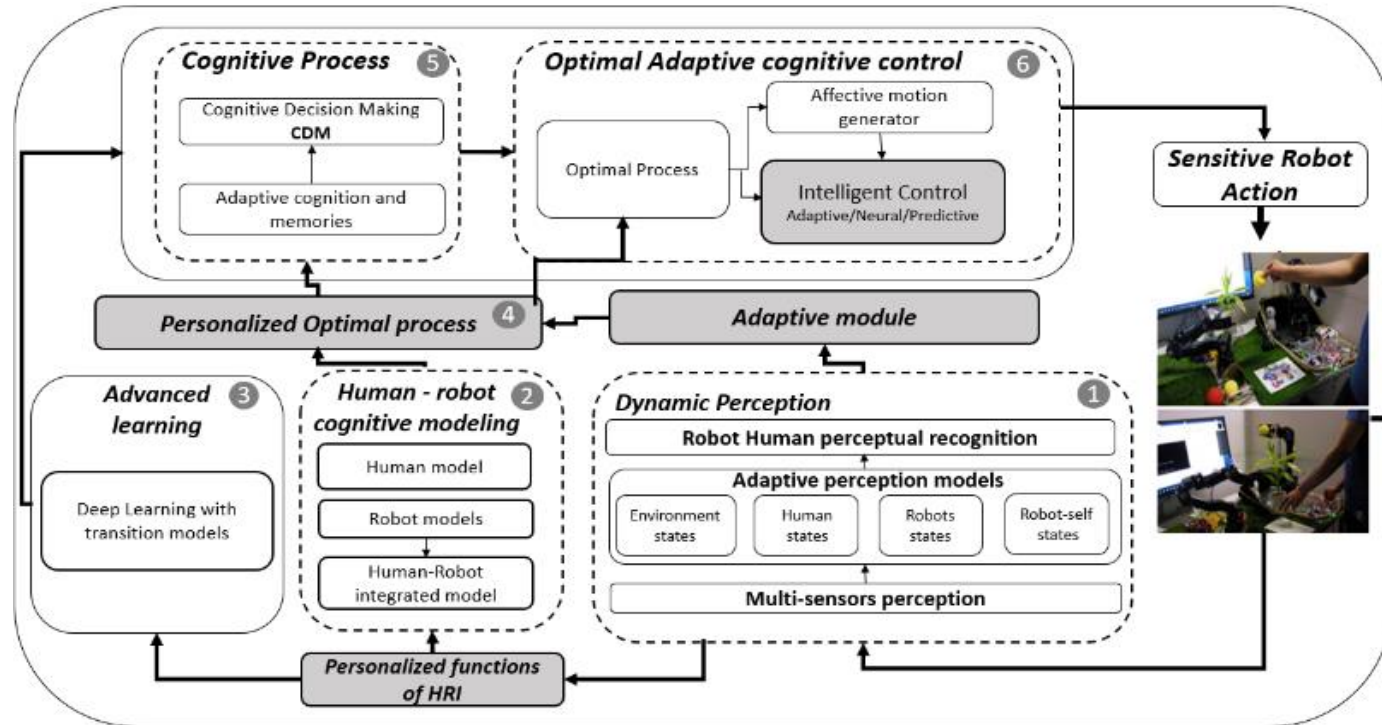 Cognitive Process
5
Cognitive Decision Making
CDM
Adaptive cognition and
memories
Optimal Adaptive cognitive control
6
Optimal Process
Affective motion
generator
Intelligent Control
Adaptive/Neural/Predictive
Sensitive Robot
Action
Personalized Optimal process
4
Adaptive module
Advanced
learning
3
Deep Learning with
transition models
Human - robot
cognitive modeling
2
Human model
Robot models
Human-Robot
integrated model
Dynamic Perception
1
Robot Human perceptual recognition
Adaptive perception models
Environment
states
Human
states
Robots
states
Robot-self
states
Multi-sensors perception
Personalized functions
of HRI